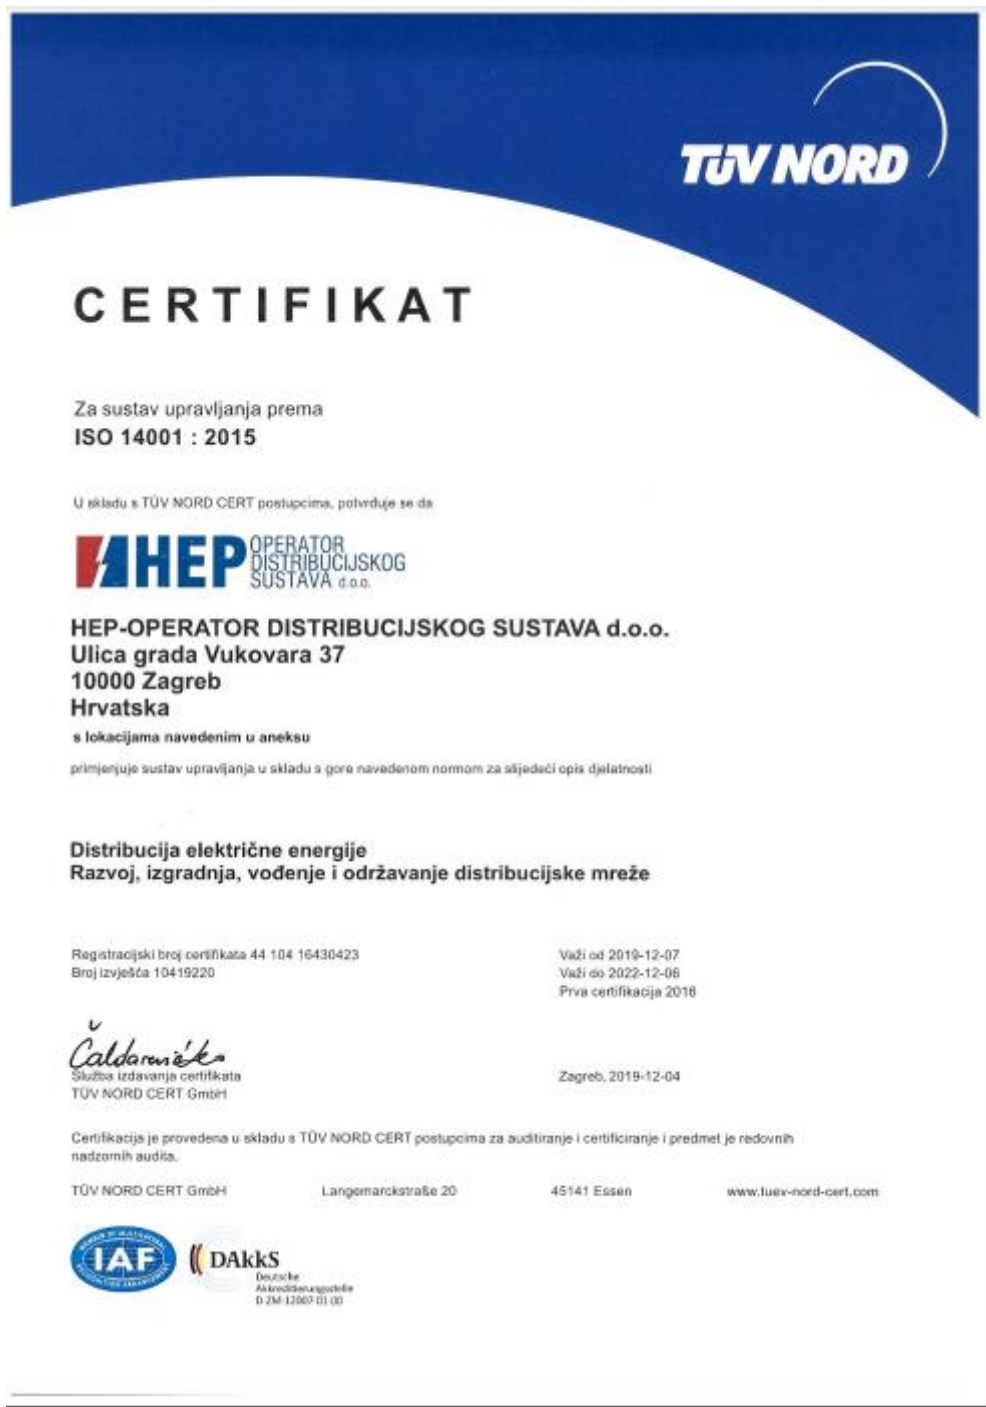 TÜV NORD
CERTIFIKAT
Za sustav upravljanja prema
ISO 14001 : 2015
U skladu s TÜV NORD CERT postupcima, potvrđuje se da
HEP OPERATOR
DISTRIBUCIJSKOG
SUSTAVA d.o.o.
HEP-OPERATOR DISTRIBUCIJSKOG SUSTAVA d.o.o.
Ulica grada Vukovara 37
10000 Zagreb
Hrvatska
s lokacijama navedenim u aneksu
primjenjuje sustav upravljanja u skladu s gore navedenom normom za slijedeći opis djelatnosti
Distribucija električne energije
Razvoj, izgradnja, vođenje i održavanje distribucijske mreže
Registracijski broj certifikata 44 104 16430423
Broj izvješća 10419220
Važi od 2019-12-07
Važi do 2022-12-06
Prva certifikacija 2016
Služba izdavanja certifikata
TÜV NORD CERT GmbH
Zagreb, 2019-12-04
Certifikacija je provedena u skladu s TÜV NORD CERT postupcima za auditiranje i certificiranje i predmet je redovnih
nadzornih audita.
TÜV NORD CERT GmbH Langemarckstraße 20 45141 Essen www.tuev-nord-cert.com
IAF
DAkkS
Deutsche
Akkreditierungsstelle
D-ZM-12007-01-00